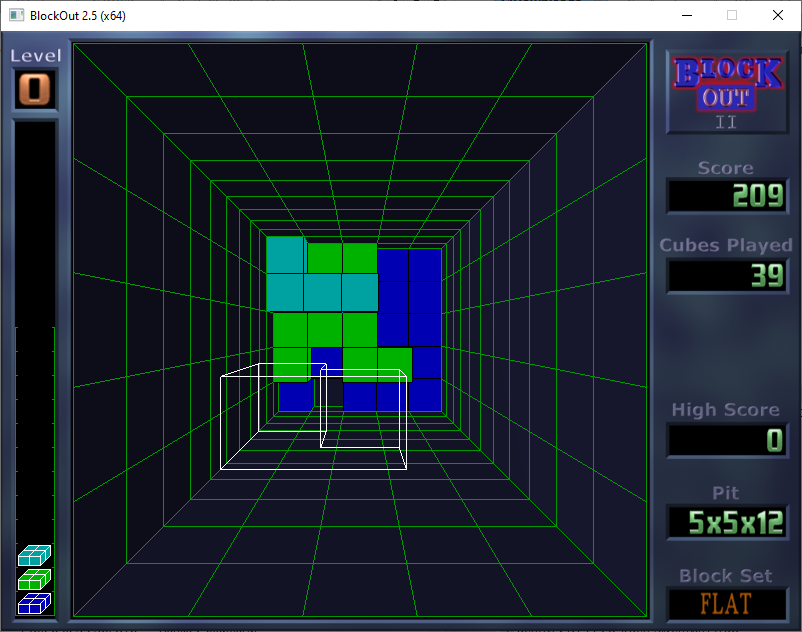 BlockOut 2.5 (x64)
Level
0
BLOCK
OUT
II
Score
209
Cubes Played
39
High Score
0
Pit
5x5x12
Block Set
FLAT